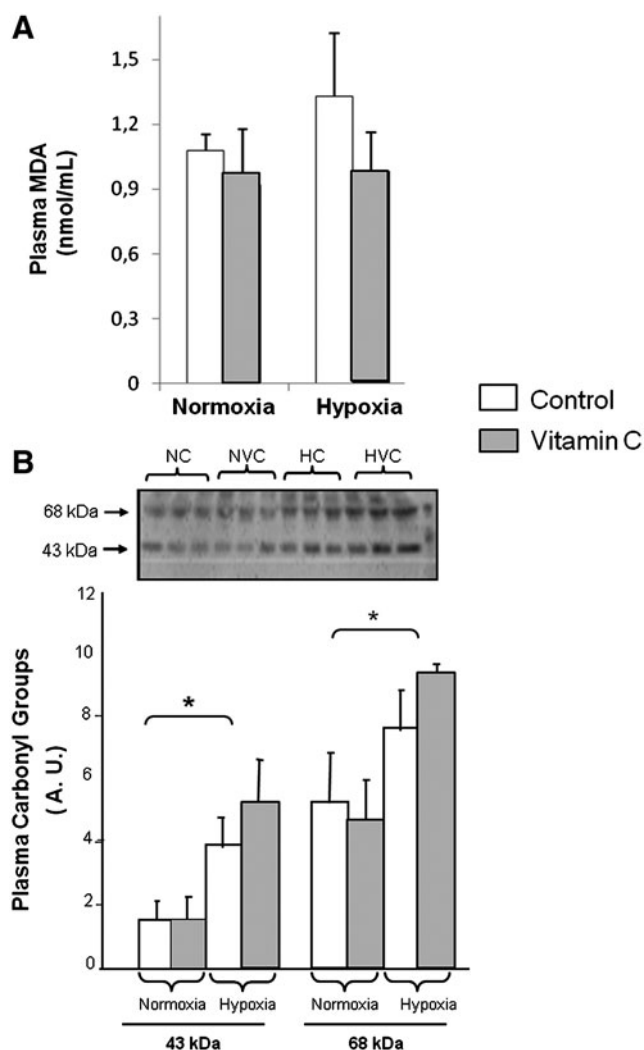 A
Plasma MDA
(nmol/mL)
1,5
1,2
0,9
0,6
0,3
0
Normoxia Hypoxia
Control
Vitamin C
B
NC NVC HC HVC
68 kDa
43 kDa
Plasma Carbonyl Groups
( A. U.)
12
10
8
6
4
2
0
*
*
Normoxia Hypoxia Normoxia Hypoxia
43 kDa 68 kDa